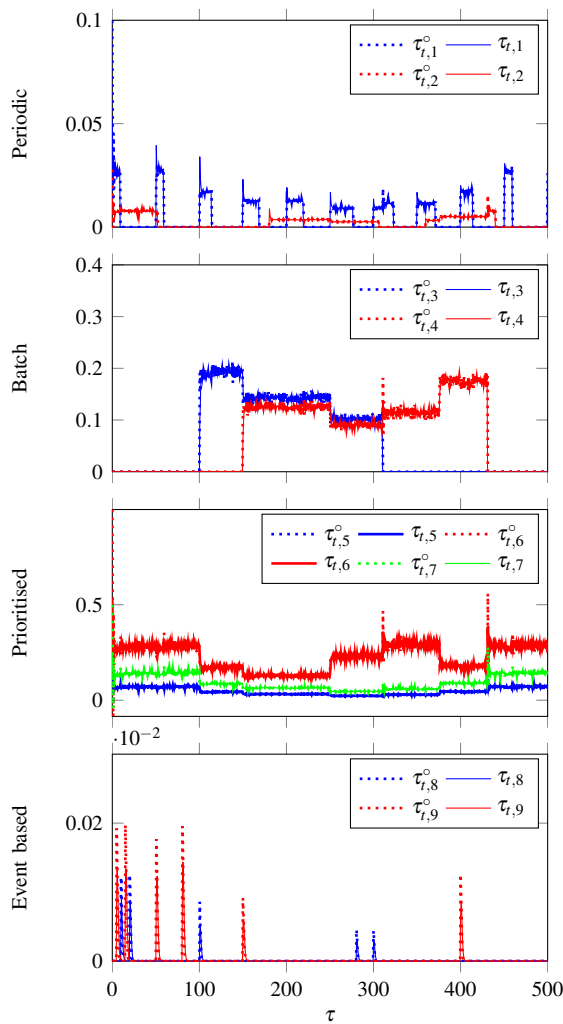 0.1
τ°t,1 τt,1
τ°t,2 τt,2
0.05
0
Periodic
0.4
τ°t,3 τt,3
τ°t,4 τt,4
0.3
0.2
0.1
0
Batch
τ°t,5 τt,5 τ°t,6
τt,6 τ°t,7 τt,7
0.5
0
Prioritised
·10−2
τ°t,8 τt,8
τ°t,9 τt,9
0.02
0
Event based
0 100 200 300 400 500
τ